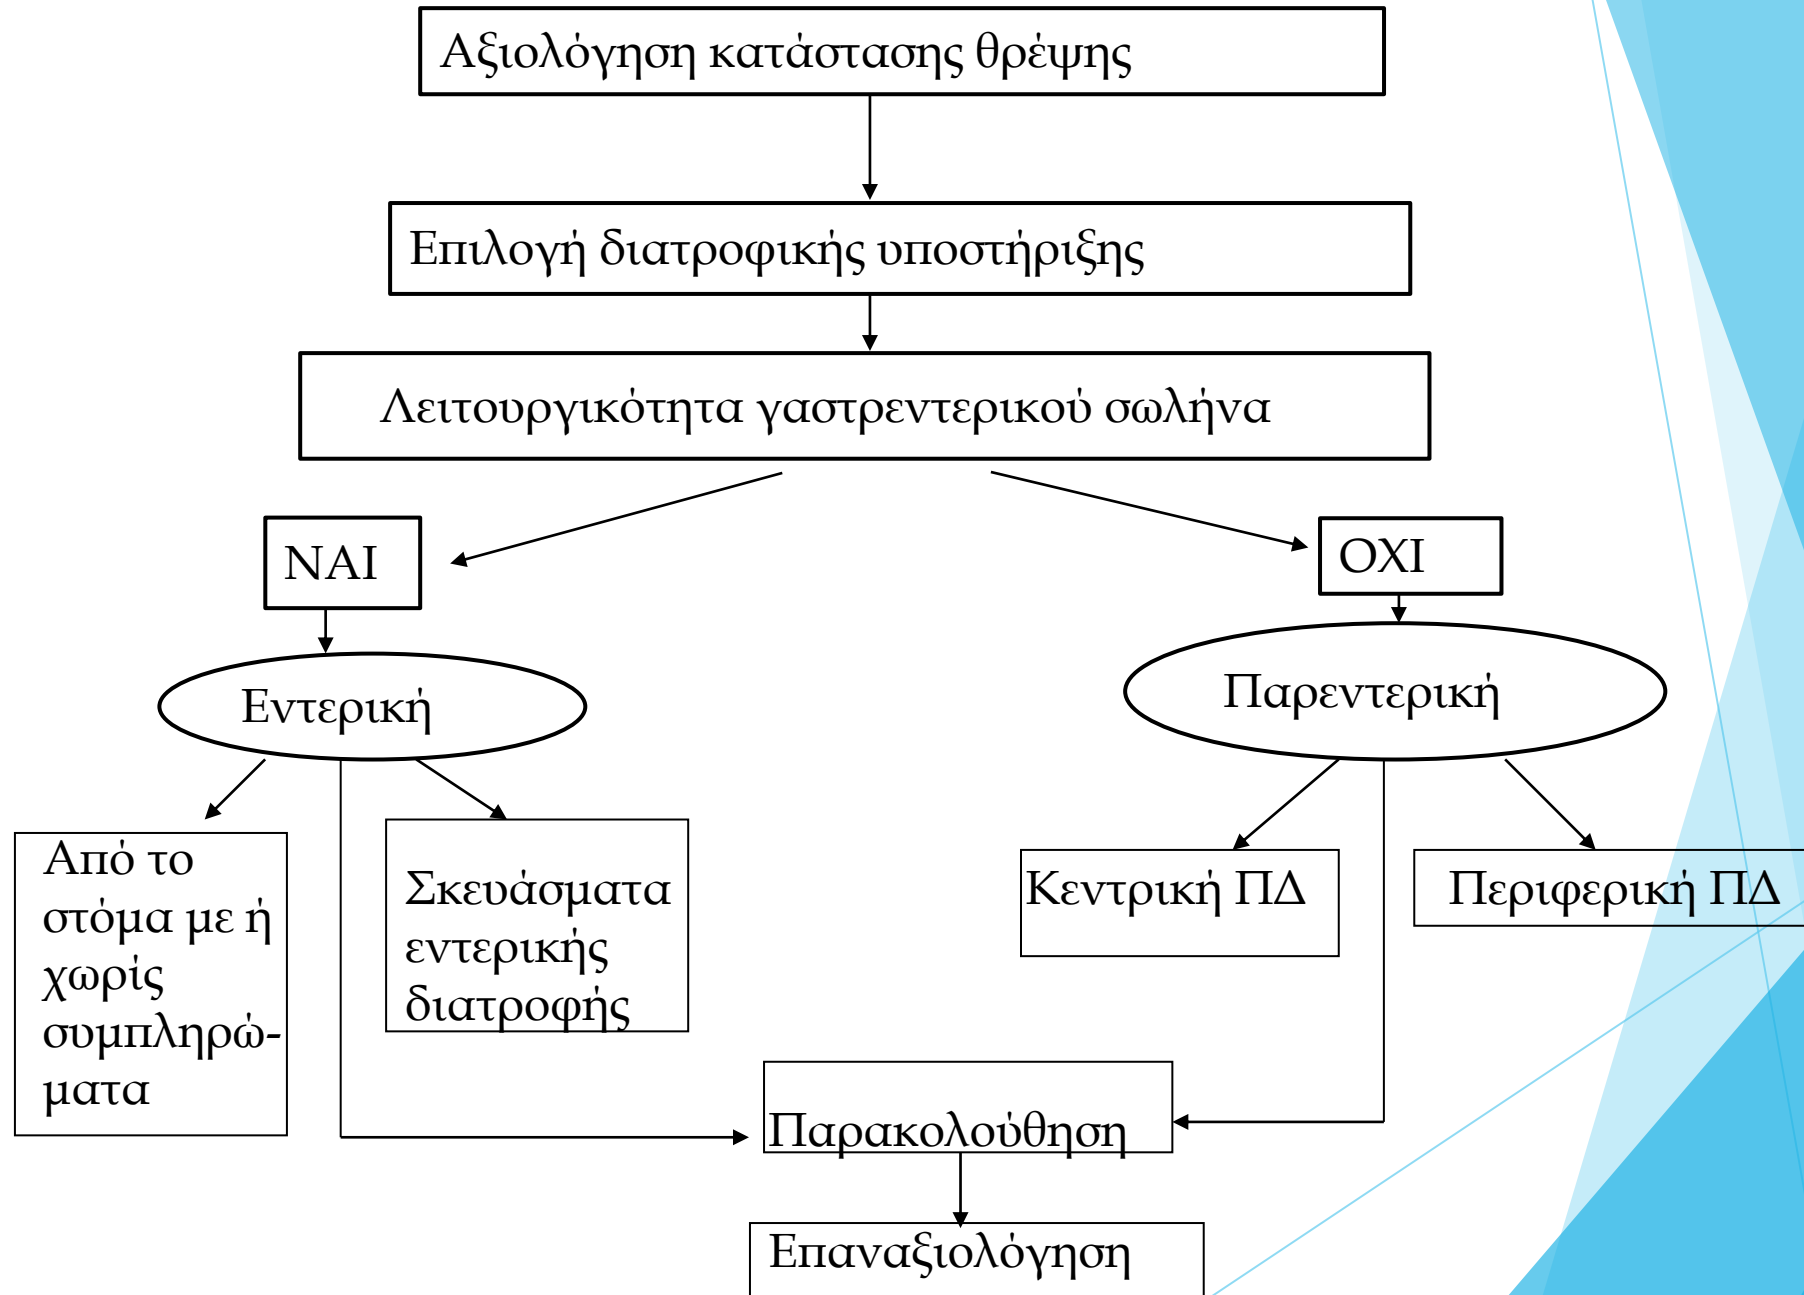 Αξιολόγηση κατάστασης θρέψης
Επιλογή διατροφικής υποστήριξης
Λειτουργικότητα γαστρεντερικού σωλήνα
ΝΑΙ
ΟΧΙ
Εντερική
Παρεντερική
Από το
στόμα με ή
χωρίς
συμπληρώ-
ματα
Σκευάσματα
εντερικής
διατροφής
Κεντρική ΠΔ
Περιφερική ΠΔ
Παρακολούθηση
Επαναξιολόγηση